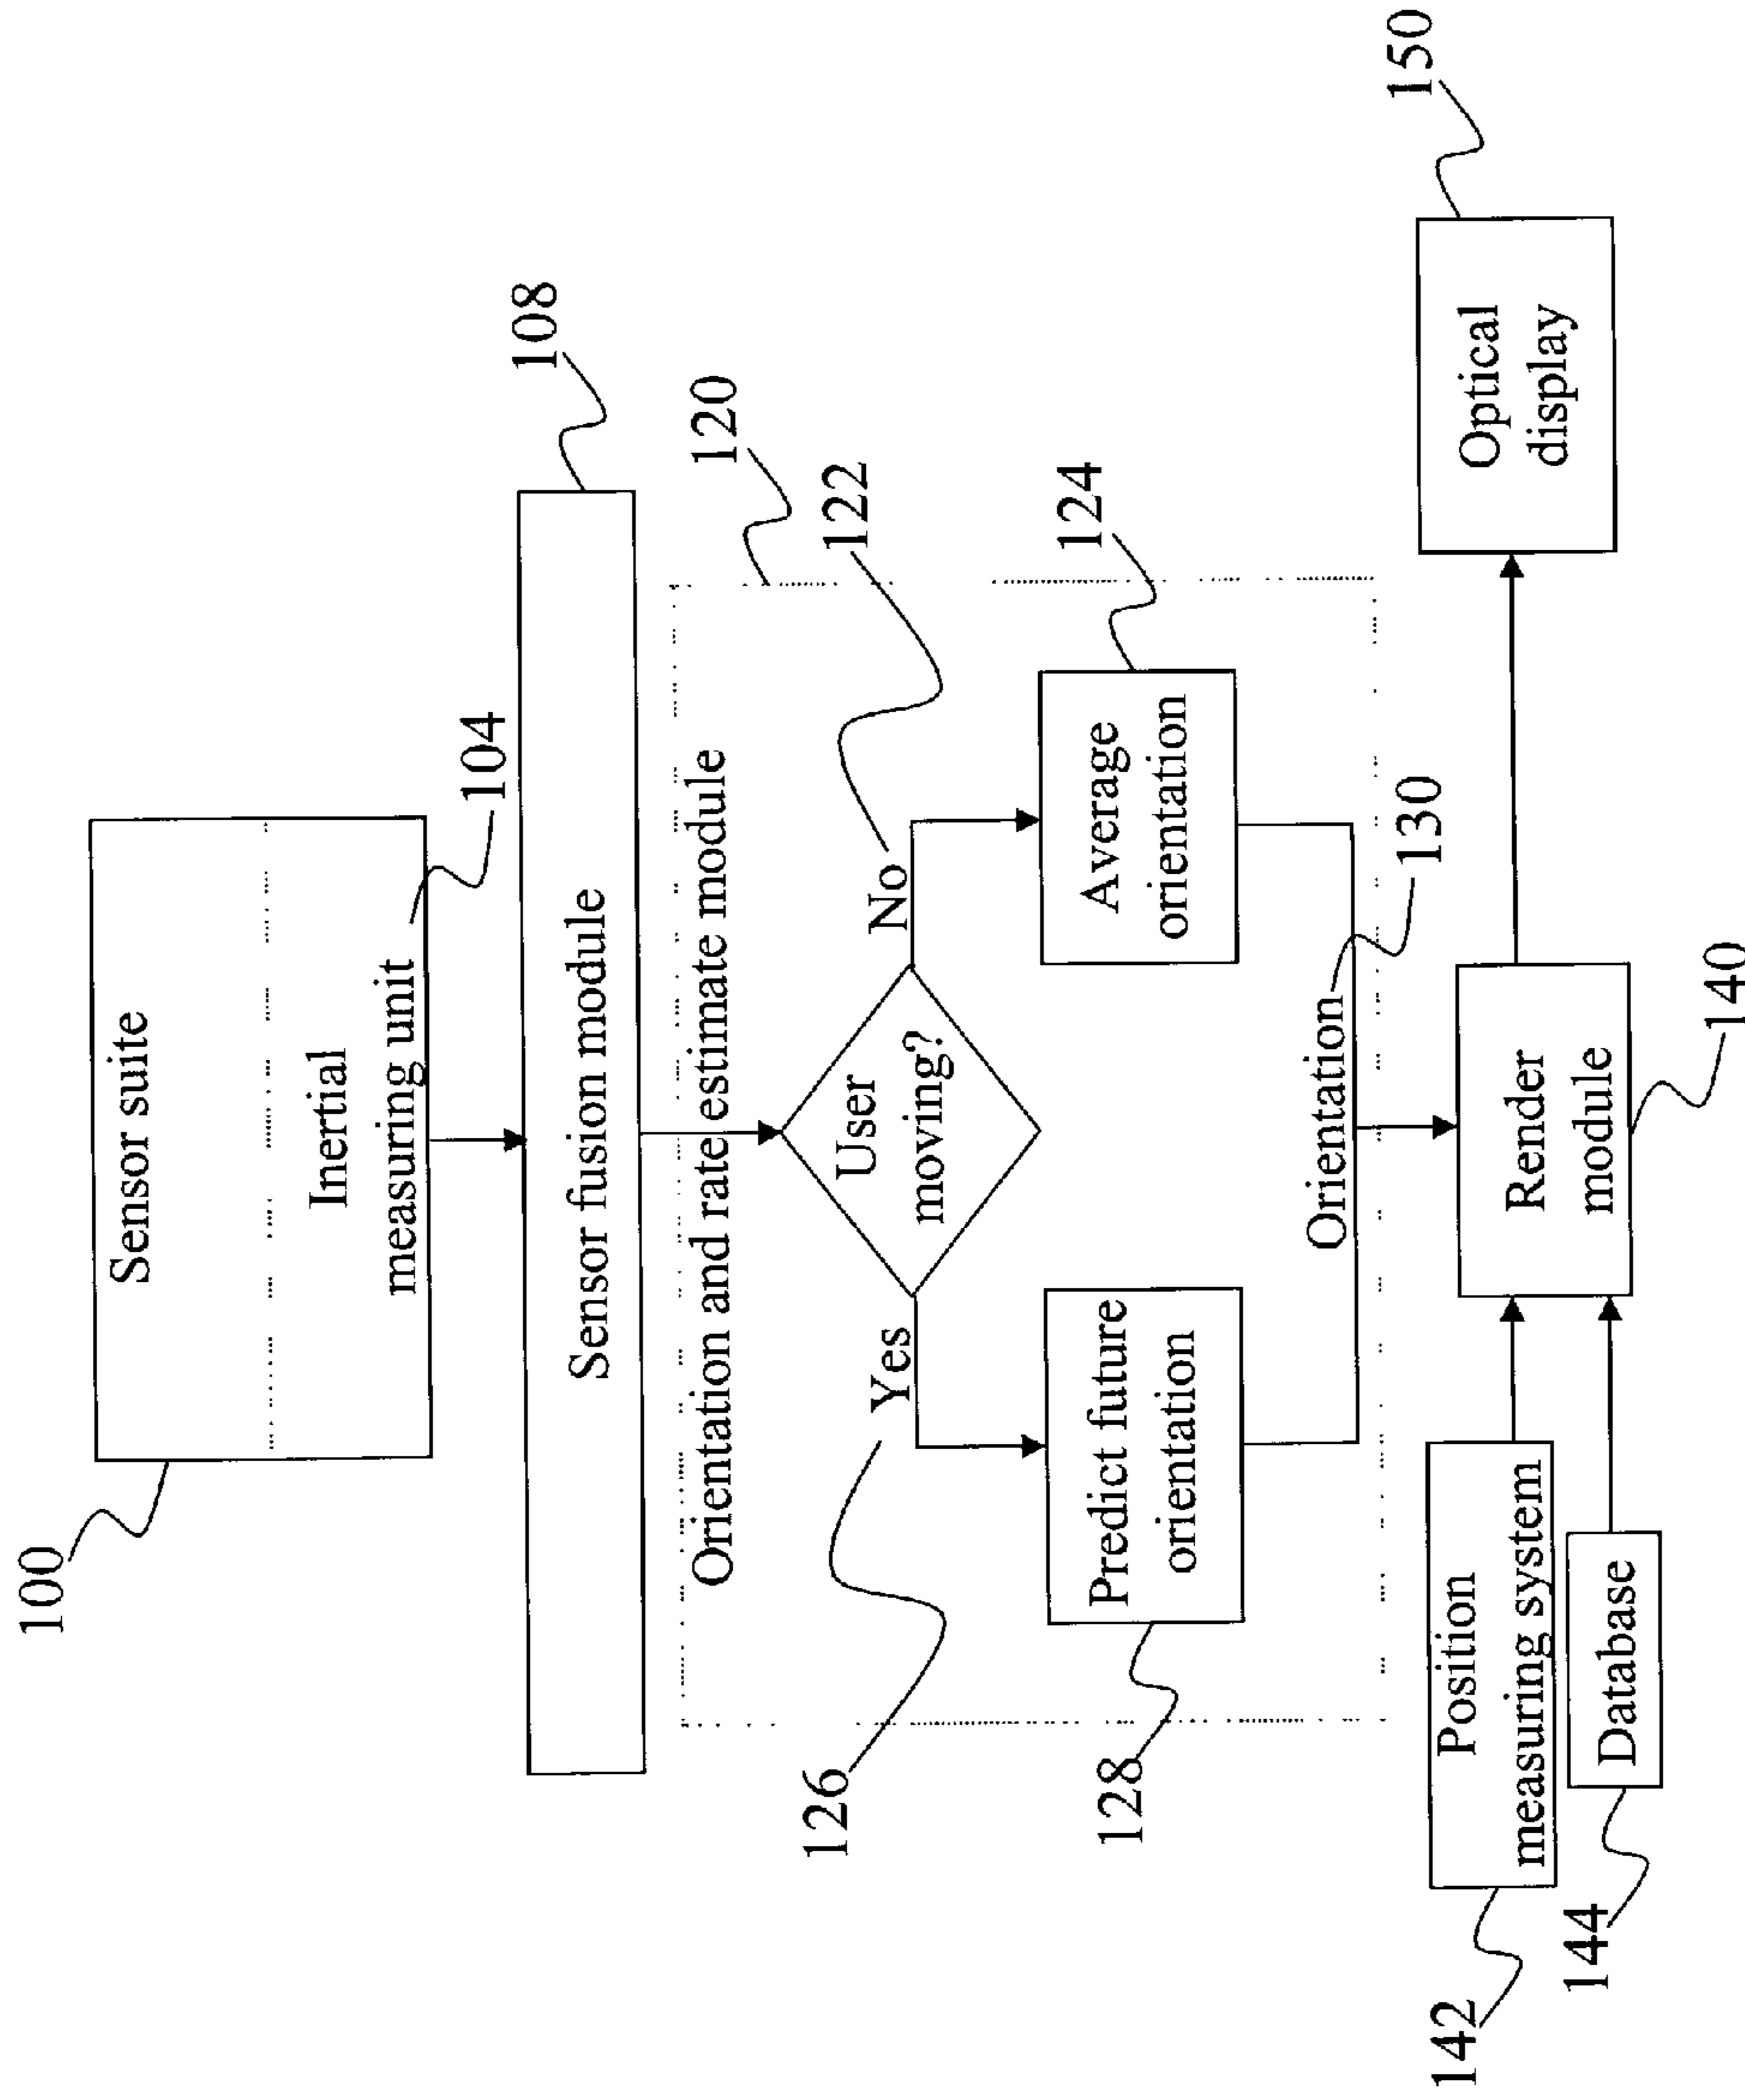 100
Sensor suite
Inertial
measuring unit
104
Sensor fusion module
108
Orientation and rate estimate module
120
User
moving?
Yes
No
126
122
Predict future
orientation
128
Average
orientation
124
Orientation
130
Position
measuring system
142
Database
144
Render
module
140
Optical
display
150